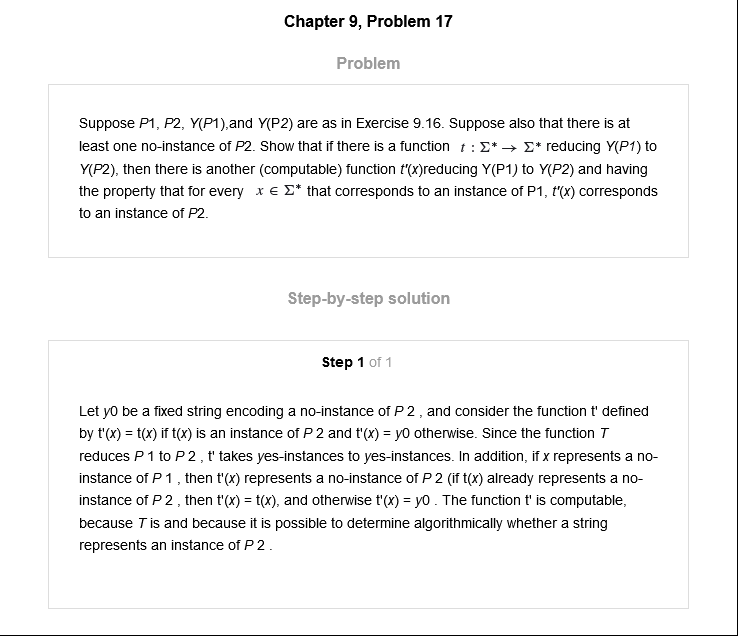 Chapter 9, Problem 17
Problem
Suppose P1, P2, Y(P1),and Y(P2) are as in Exercise 9.16. Suppose also that there is at
least one no-instance of P2. Show that if there is a function t : Σ* → Σ* reducing Y(P1) to
Y(P2), then there is another (computable) function t'(x)reducing Y(P1) to Y(P2) and having
the property that for every x ∈ Σ* that corresponds to an instance of P1, t'(x) corresponds
to an instance of P2.
Step-by-step solution
Step 1 of 1
Let y0 be a fixed string encoding a no-instance of P 2 , and consider the function t' defined
by t'(x) = t(x) if t(x) is an instance of P 2 and t'(x) = y0 otherwise. Since the function T
reduces P 1 to P 2 , t' takes yes-instances to yes-instances. In addition, if x represents a no-
instance of P 1 , then t'(x) represents a no-instance of P 2 (if t(x) already represents a no-
instance of P 2 , then t'(x) = t(x), and otherwise t'(x) = y0 . The function t' is computable,
because T is and because it is possible to determine algorithmically whether a string
represents an instance of P 2 .